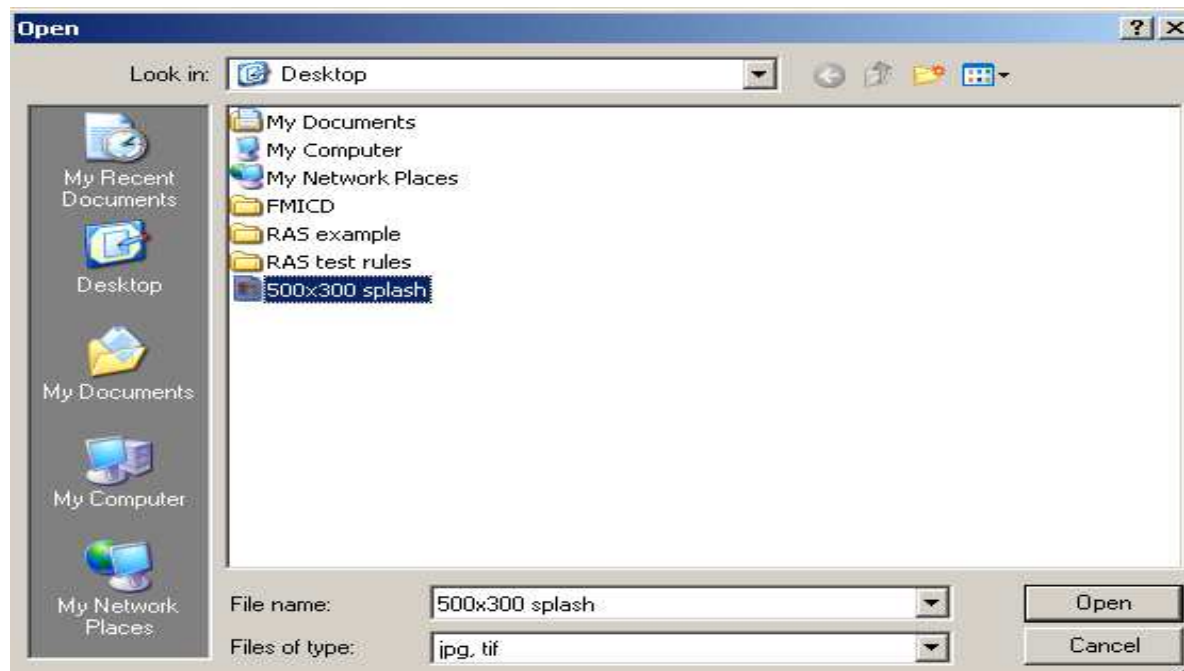 Open
Look in: Desktop
My Recent
Documents
Desktop
My Documents
My Computer
My Network
Places
My Documents
My Computer
My Network Places
FMICD
RAS example
RAS test rules
500x300 splash
File name: 500x300 splash Open
Files of type: jpg, tif Cancel